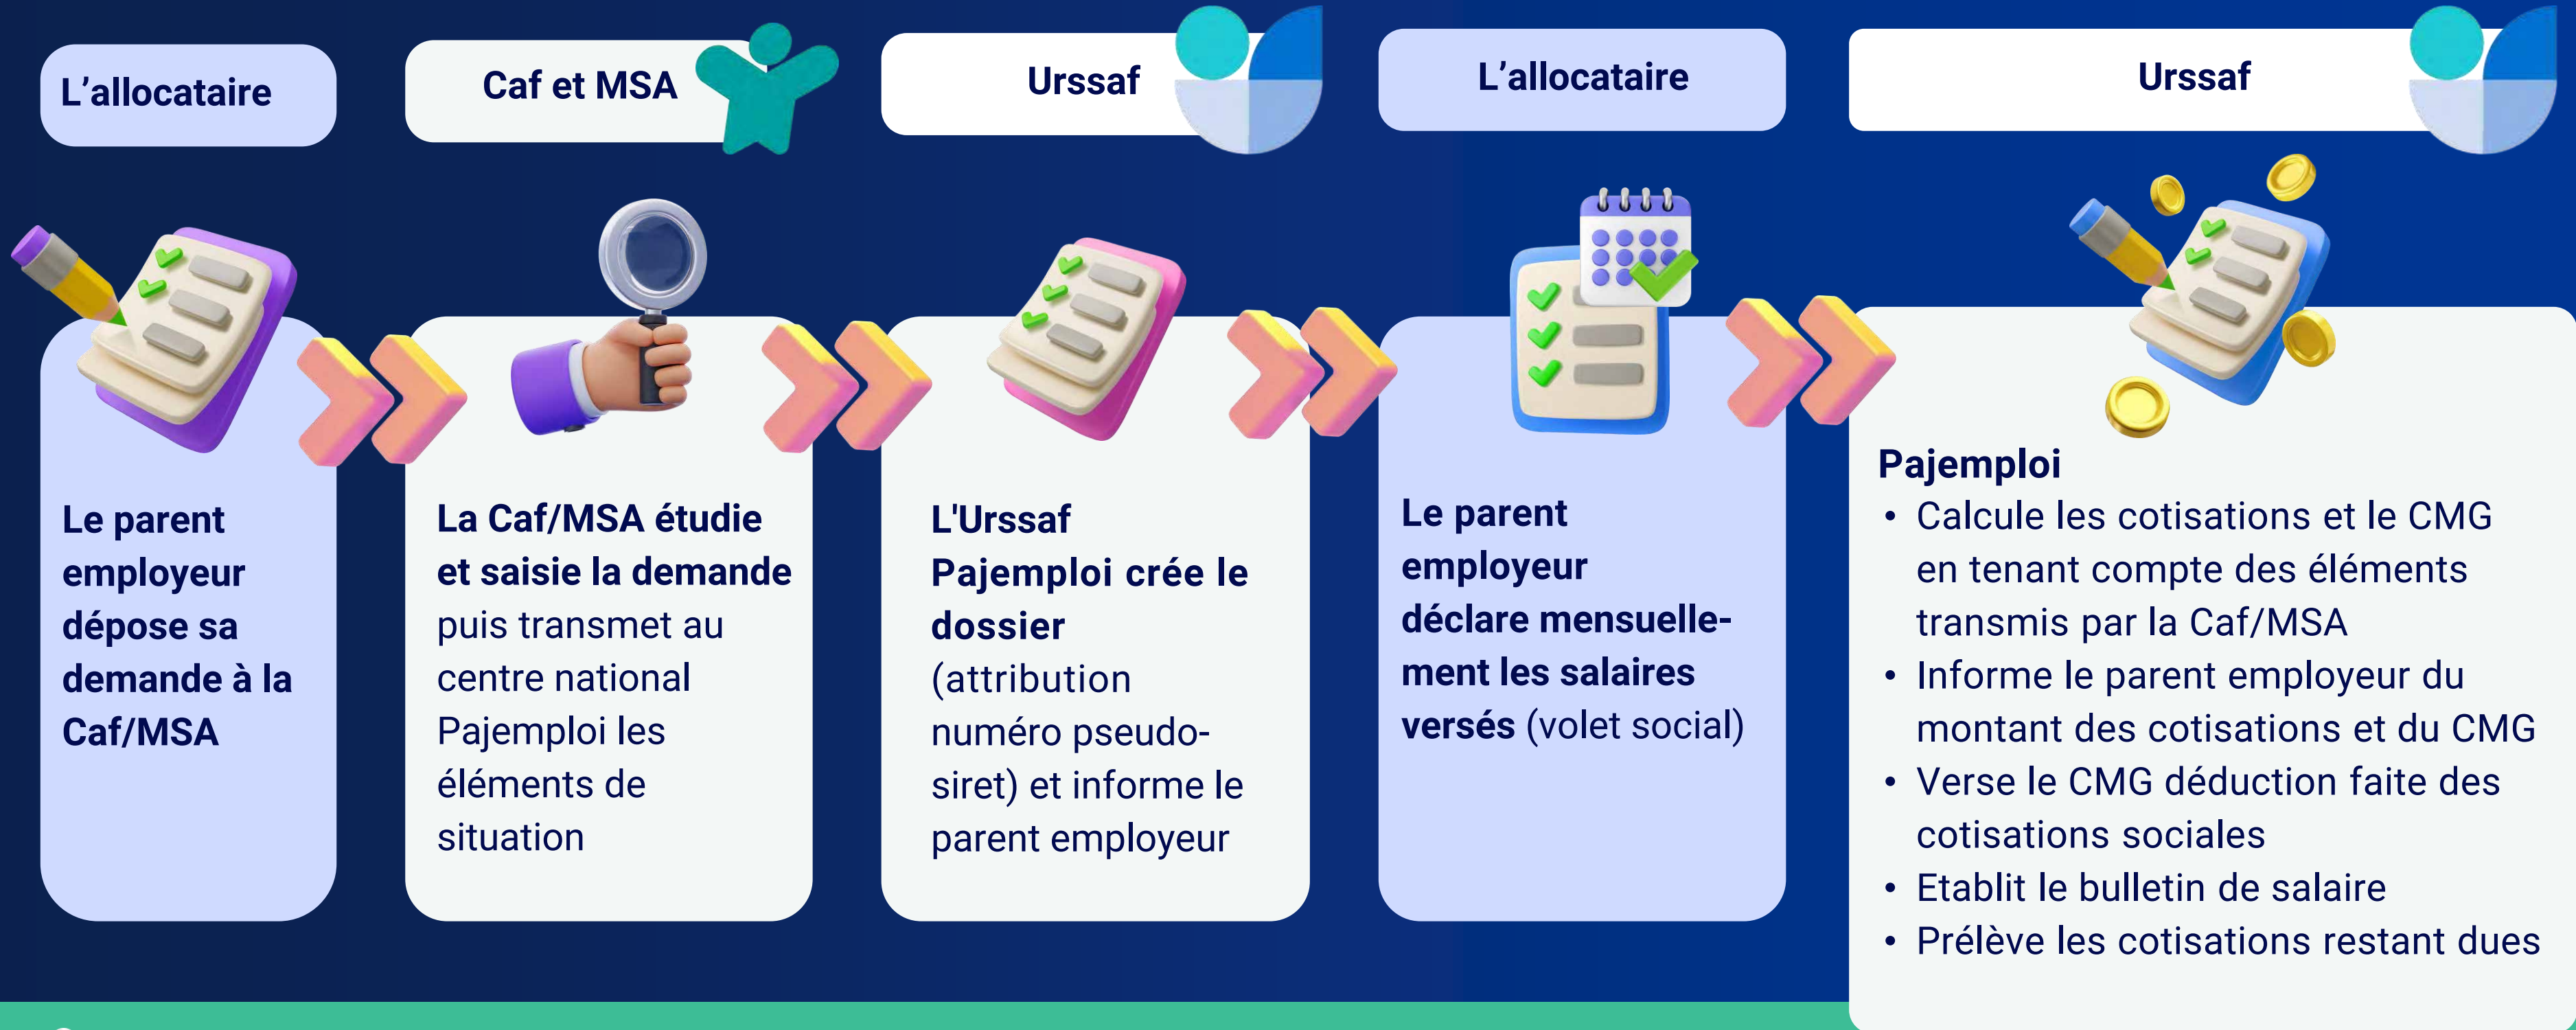 L’allocataire
Caf et MSA
Urssaf
L’allocataire
Urssaf
Le parent
employeur
dépose sa
demande à la
Caf/MSA
La Caf/MSA étudie
et saisie la demande
puis transmet au
centre national
Pajemploi les
éléments de
situation
L'Urssaf
Pajemploi crée le
dossier
(attribution
numéro pseudo-
siret) et informe le
parent employeur
Le parent
employeur
déclare mensuelle-
ment les salaires
versés (volet social)
Pajemploi
• Calcule les cotisations et le CMG
en tenant compte des éléments
transmis par la Caf/MSA
• Informe le parent employeur du
montant des cotisations et du CMG
• Verse le CMG déduction faite des
cotisations sociales
• Etablit le bulletin de salaire
• Prélève les cotisations restant dues